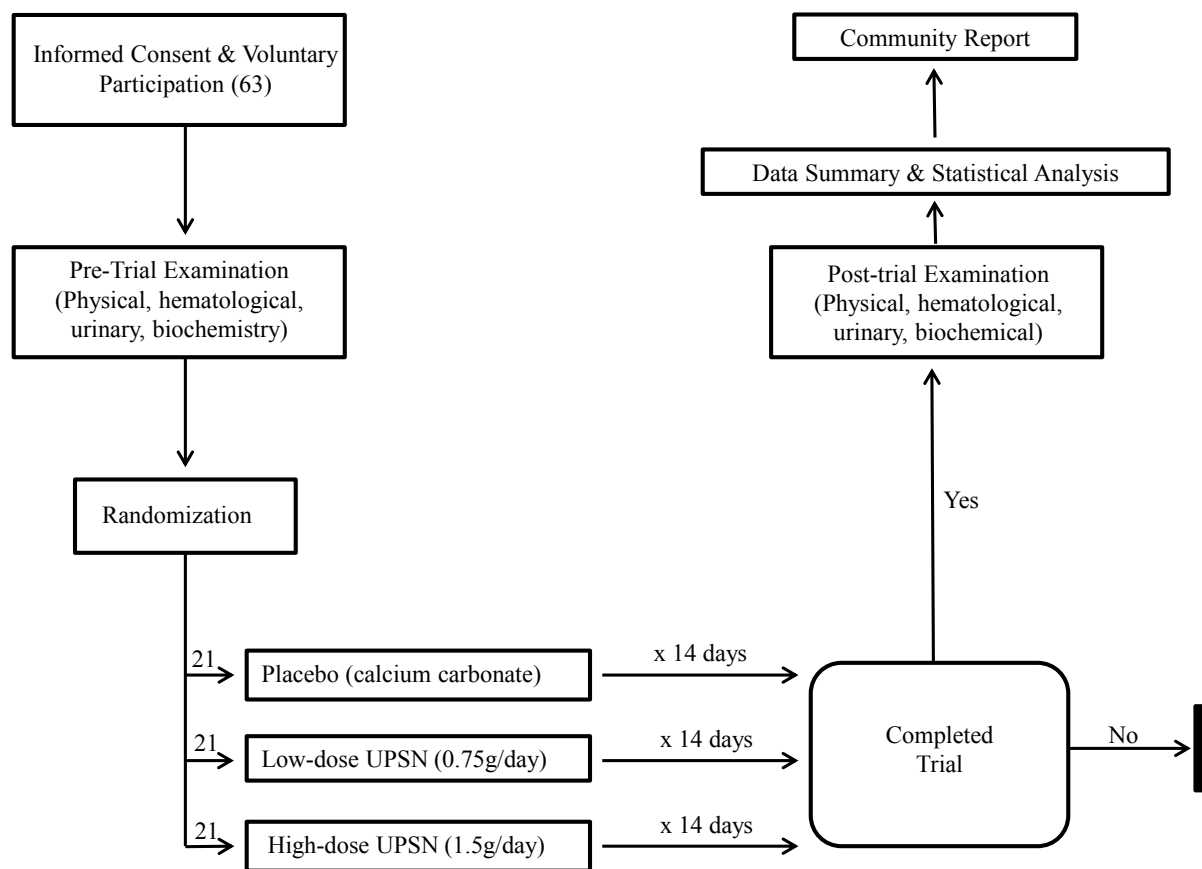 Informed Consent & Voluntary
Participation (63)
Pre-Trial Examination
(Physical, hematological,
urinary, biochemistry)
Randomization
21
Placebo (calcium carbonate)
x 14 days
21
Low-dose UPSN (0.75g/day)
x 14 days
21
High-dose UPSN (1.5g/day)
x 14 days
Completed
Trial
No
Yes
Post-trial Examination
(Physical, hematological,
urinary, biochemical)
Data Summary & Statistical Analysis
Community Report